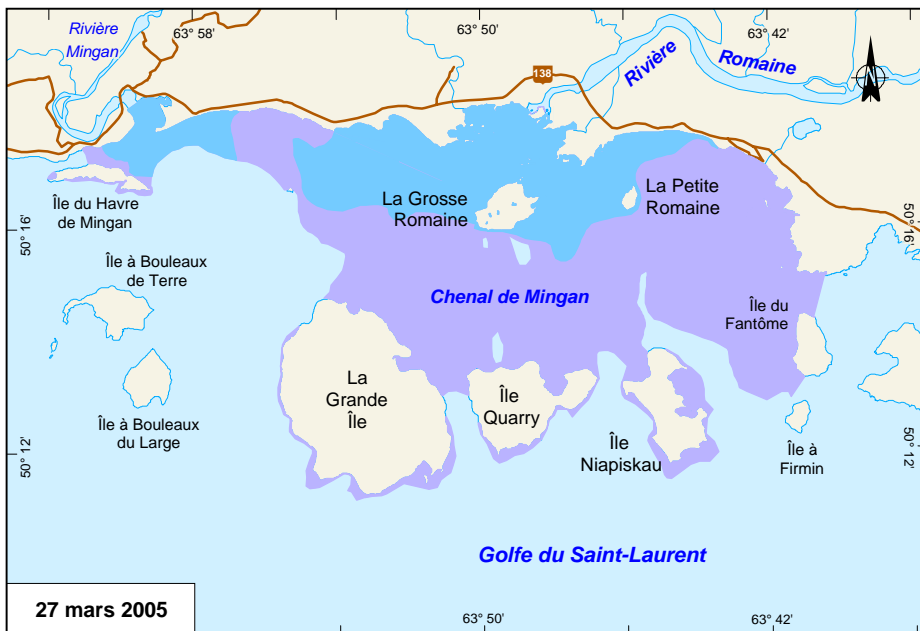 63° 58'
63° 50'
63° 42'
Rivière
Mingan
138
Rivière
Romaine
Île du Havre
de Mingan
La Grosse
Romaine
La Petite
Romaine
50° 16'
50° 16'
Île à Bouleaux
de Terre
Chenal de Mingan
Île du
Fantôme
La
Grande
Île
Île
Quarry
Île à Bouleaux
du Large
Île
Niapiskau
Île à
Firmin
50° 12'
50° 12'
Golfe du Saint-Laurent
27 mars 2005
63° 50'
63° 42'